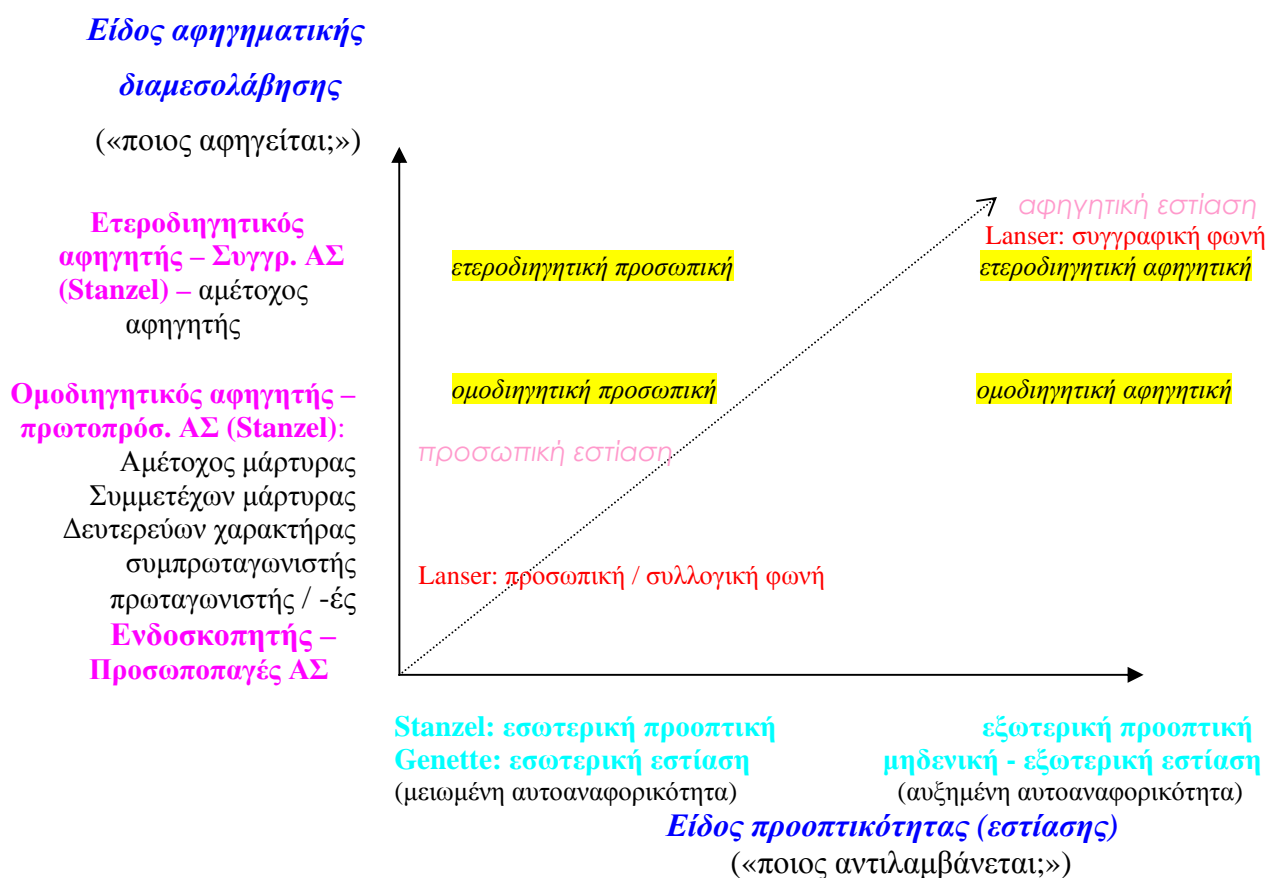 Είδος αφηγηματικής
διαμεσολάβησης
(«ποιος αφηγείται;»)
Ετεροδιηγητικός
αφηγητής – Συγγρ. ΑΣ
(Stanzel) – αμέτοχος
αφηγητής
Ομοδιηγητικός αφηγητής –
πρωτοπρόσ. ΑΣ (Stanzel):
Αμέτοχος μάρτυρας
Συμμετέχων μάρτυρας
Δευτερεύων χαρακτήρας
συμπρωταγωνιστής
πρωταγωνιστής / -ές
Ενδοσκοπητής –
Προσωποπαγές ΑΣ
αφηγητική εστίαση
Lanser: συγγραφική φωνή
ετεροδιηγητική προσωπική
ετεροδιηγητική αφηγητική
ομοδιηγητική προσωπική
ομοδιηγητική αφηγητική
προσωπική εστίαση
Lanser: προσωπική / συλλογική φωνή
Stanzel: εσωτερική προοπτική
εξωτερική προοπτική
Genette: εσωτερική εστίαση
μηδενική - εξωτερική εστίαση
(μειωμένη αυτοαναφορικότητα)
(αυξημένη αυτοαναφορικότητα)
Είδος προοπτικότητας (εστίασης)
(«ποιος αντιλαμβάνεται;»)